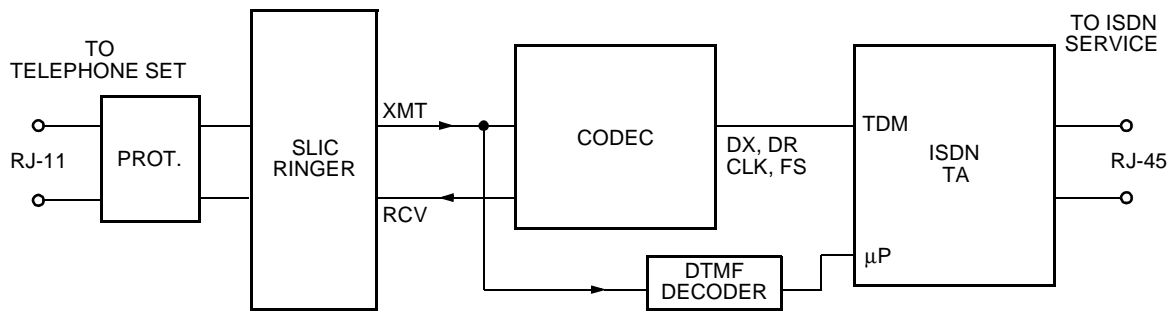 TO
TELEPHONE SET
RJ-11
PROT.
SLIC
RINGER
XMT
RCV
CODEC
DX, DR
CLK, FS
DTMF
DECODER
TDM
ISDN
TA
μP
TO ISDN
SERVICE
RJ-45